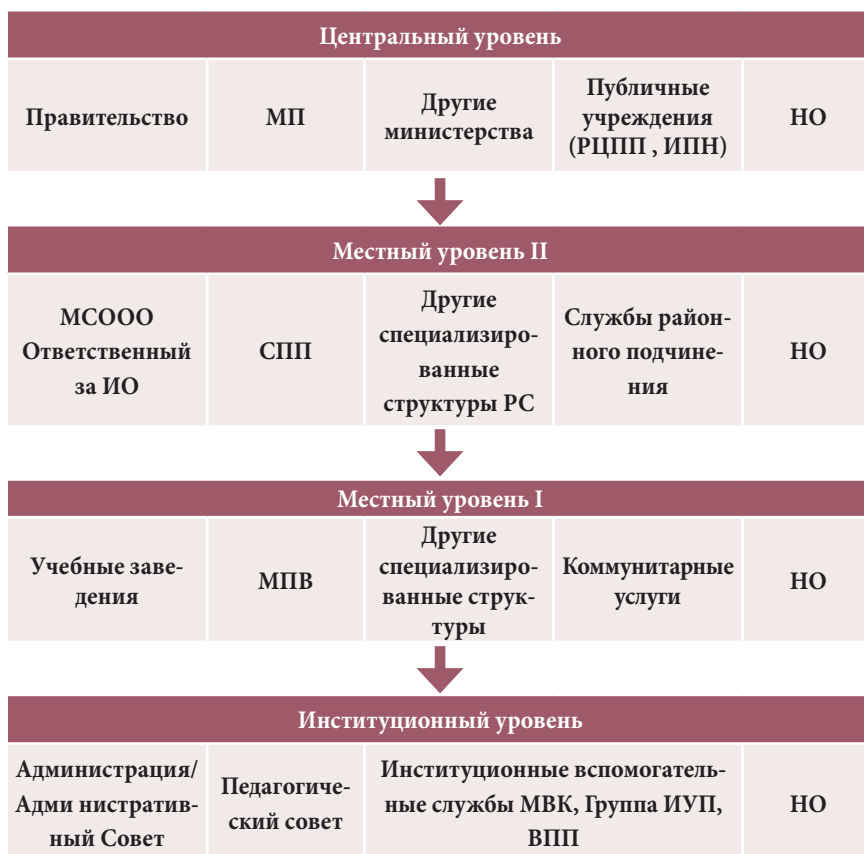 Центральный уровень
Правительство
МП
Другие
министерства
Публичные
учреждения
(РЦПП , ИПН)
НО
Местный уровень II
МСООО
Ответственный
за ИО
СПП
Другие
специализиро-
ванные
структуры РС
Службы район-
ного подчине-
ния
НО
Местный уровень I
Учебные заве-
дения
МПВ
Другие
специализиро-
ванные струк-
туры
Коммунитарные
услуги
НО
Институционный уровень
Администрация/
Адми нистратив-
ный Совет
Педагогиче-
ский совет
Институционные вспомогатель-
ные службы МВК, Группа ИУП,
ВПП
НО